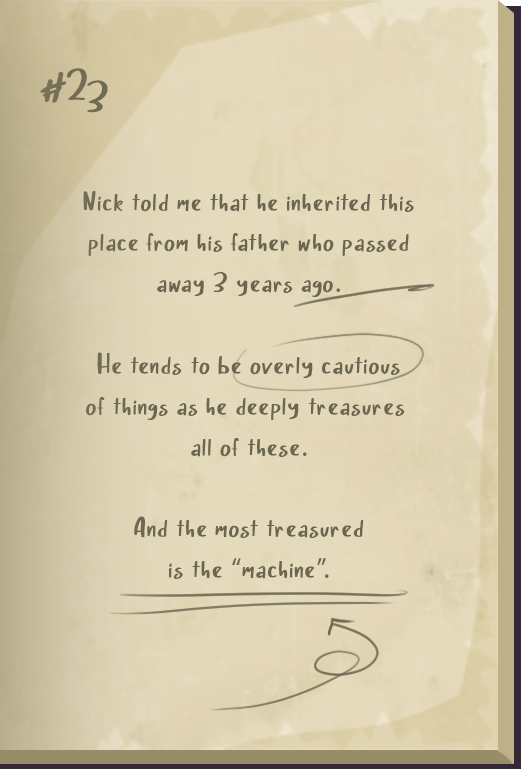 #23
Nick told me that he inherited this
place from his father who passed
away 3 years ago.
He tends to be overly cautious
of things as he deeply treasures
all of these.
And the most treasured
is the “machine”.